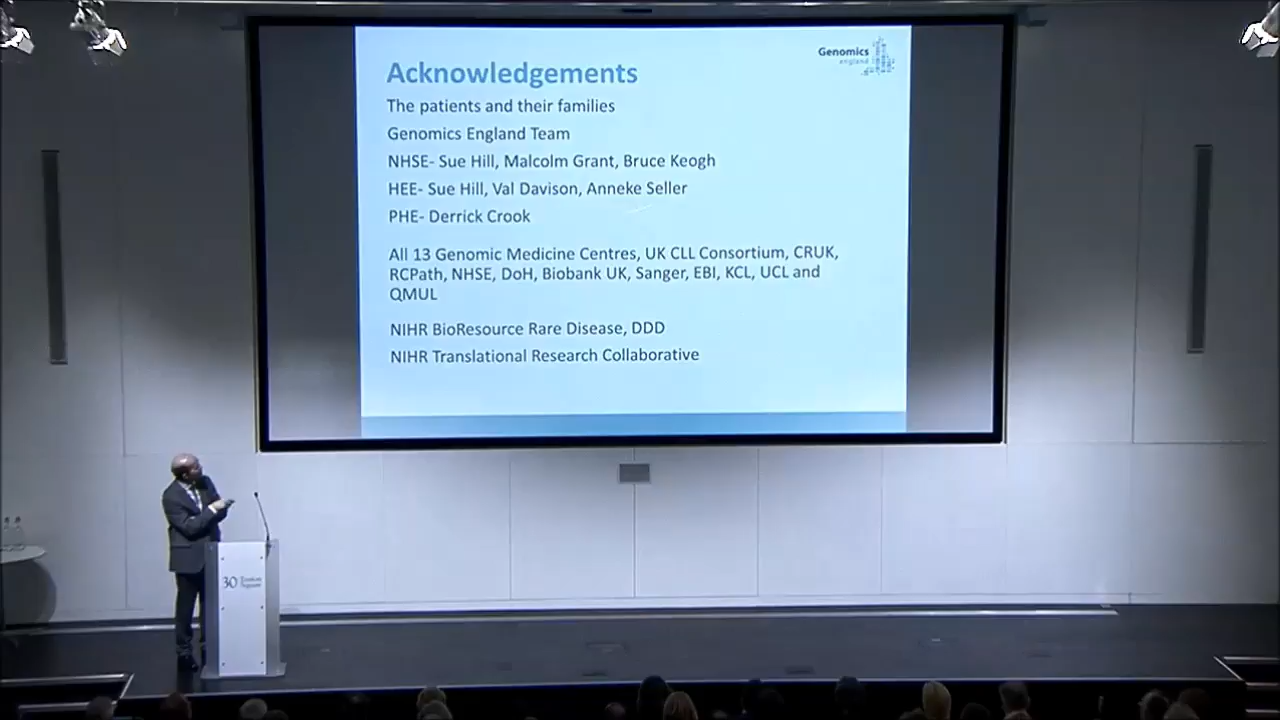 Acknowledgements
Genomics
england
The patients and their families
Genomics England Team
NHSE- Sue Hill, Malcolm Grant, Bruce Keogh
HEE- Sue Hill, Val Davison, Anneke Seller
PHE- Derrick Crook
All 13 Genomic Medicine Centres, UK CLL Consortium, CRUK,
RCPath, NHSE, DoH, Biobank UK, Sanger, EBI, KCL, UCL and
QMUL
NIHR BioResource Rare Disease, DDD
NIHR Translational Research Collaborative
30